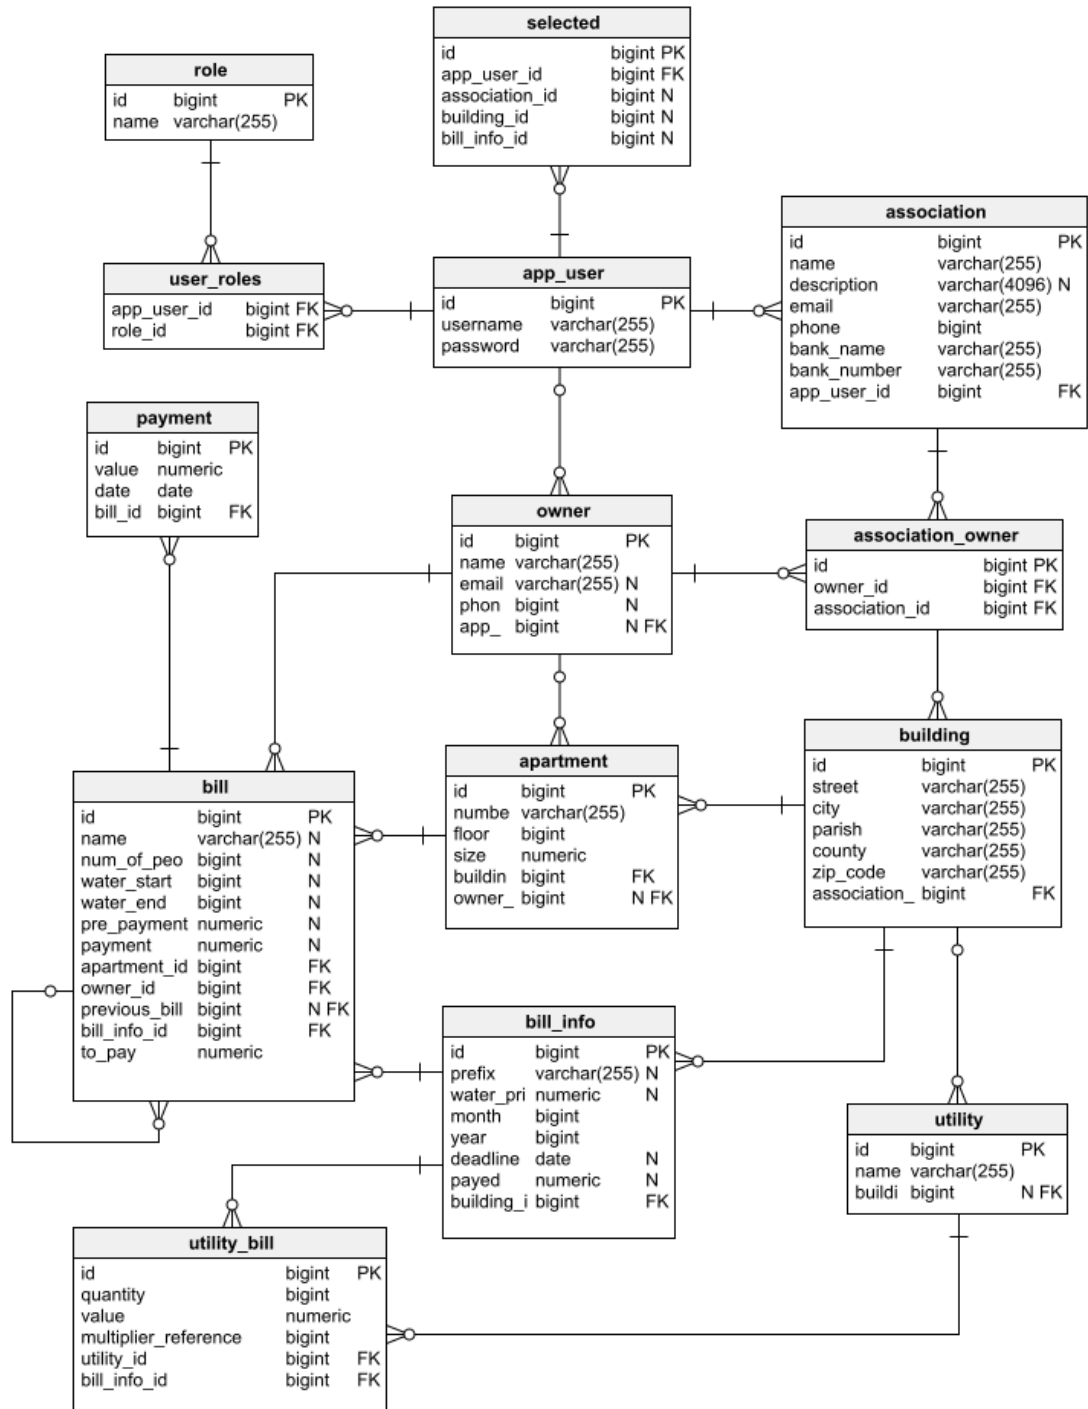 selected
id bigint PK
app_user_id bigint FK
association_id bigint N
building_id bigint N
bill_info_id bigint N
role
id bigint PK
name varchar(255)
association
id bigint PK
name varchar(255)
description varchar(4096) N
email varchar(255)
phone bigint
bank_name varchar(255)
bank_number varchar(255)
app_user_id bigint FK
user_roles
app_user_id bigint FK
role_id bigint FK
app_user
id bigint PK
username varchar(255)
password varchar(255)
payment
id bigint PK
value numeric
date date
bill_id bigint FK
owner
id bigint PK
name varchar(255)
email varchar(255) N
phon bigint N
app_ bigint N FK
association_owner
id bigint PK
owner_id bigint FK
association_id bigint FK
building
id bigint PK
street varchar(255)
city varchar(255)
parish varchar(255)
county varchar(255)
zip_code varchar(255)
association_ bigint FK
apartment
id bigint PK
numbe varchar(255)
floor bigint
size numeric
buildin bigint FK
owner_ bigint N FK
bill
id bigint PK
name varchar(255) N
num_of_peo bigint N
water_start bigint N
water_end bigint N
pre_payment numeric N
payment numeric N
apartment_id bigint FK
owner_id bigint FK
previous_bill bigint N FK
bill_info_id bigint FK
to_pay numeric
bill_info
id bigint PK
prefix varchar(255) N
water_pri numeric N
month bigint
year bigint
deadline date N
payed numeric N
building_i bigint FK
utility
id bigint PK
name varchar(255)
buildi bigint N FK
utility_bill
id bigint PK
quantity bigint
value numeric
multiplier_reference bigint
utility_id bigint FK
bill_info_id bigint FK